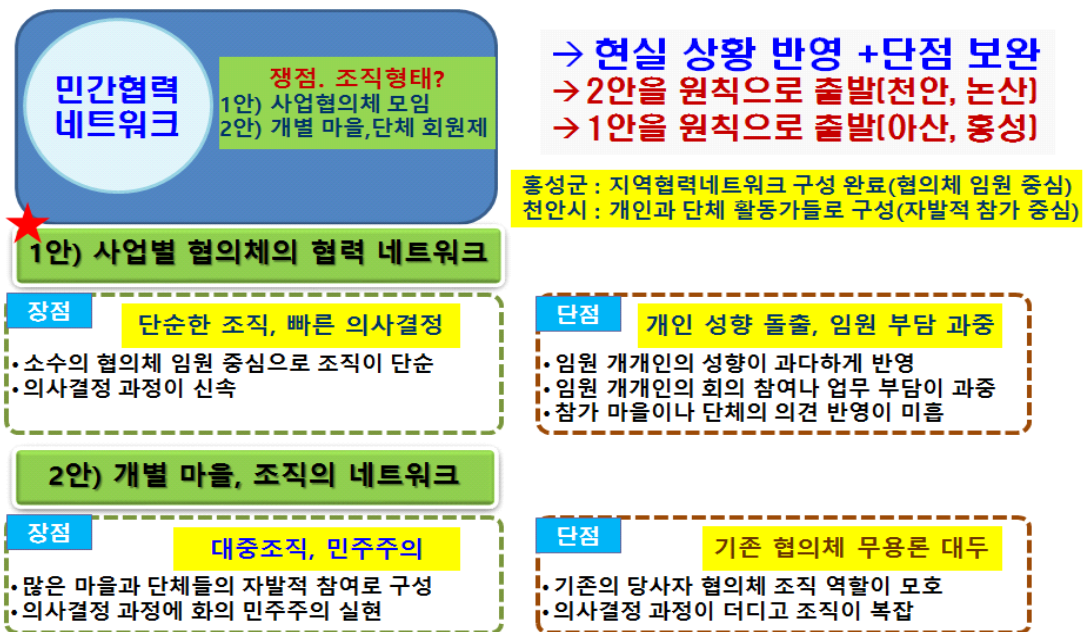 민간협력
네트워크
쟁점. 조직형태?
1안) 사업협의체 모임
2안) 개별 마을,단체 회원제
→ 현실 상황 반영 +단점 보완
→ 2안을 원칙으로 출발(천안, 논산)
→ 1안을 원칙으로 출발(아산, 홍성)
홍성군 : 지역협력네트워크 구성 완료(협의체 임원 중심)
천안시 : 개인과 단체 활동가들로 구성(자발적 참가 중심)
1안) 사업별 협의체의 협력 네트워크
장점
단순한 조직, 빠른 의사결정
•소수의 협의체 임원 중심으로 조직이 단순
•의사결정 과정이 신속
단점
개인 성향 돌출, 임원 부담 과중
•임원 개개인의 성향이 과다하게 반영
•임원 개개인의 회의 참여나 업무 부담이 과중
•참가 마을이나 단체의 의견 반영이 미흡
2안) 개별 마을, 조직의 네트워크
장점
대중조직, 민주주의
•많은 마을과 단체들의 자발적 참여로 구성
•의사결정 과정에 화의 민주주의 실현
단점
기존 협의체 무용론 대두
•기존의 당사자 협의체 조직 역할이 모호
•의사결정 과정이 더디고 조직이 복잡